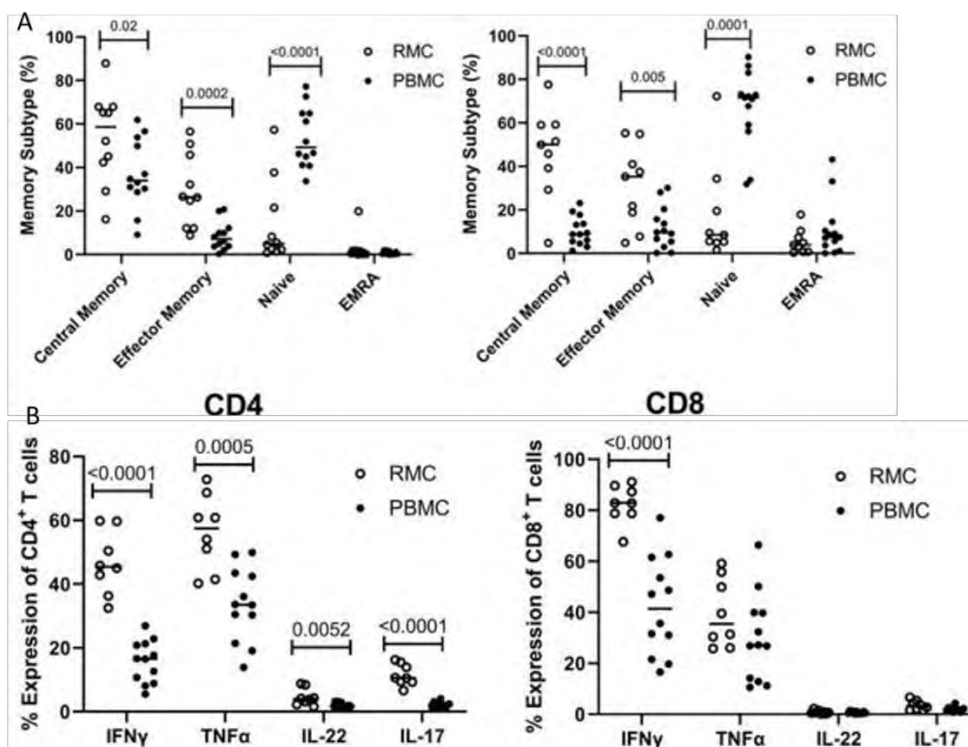 A
0.02
0.0002
<0.0001
RMC
PBMC
Memory Subtype (%)
100
80
60
40
20
0
Central Memory
Effector Memory
Naive
EMRA
CD4
<0.0001
0.005
0.0001
RMC
PBMC
Memory Subtype (%)
100
80
60
40
20
0
Central Memory
Effector Memory
Naive
EMRA
CD8
B
<0.0001
0.0005
0.0052
<0.0001
RMC
PBMC
% Expression of CD4+ T cells
80
60
40
20
0
IFNγ
TNFα
IL-22
IL-17
<0.0001
RMC
PBMC
% Expression of CD8+ T cells
100
80
60
40
20
0
IFNγ
TNFα
IL-22
IL-17